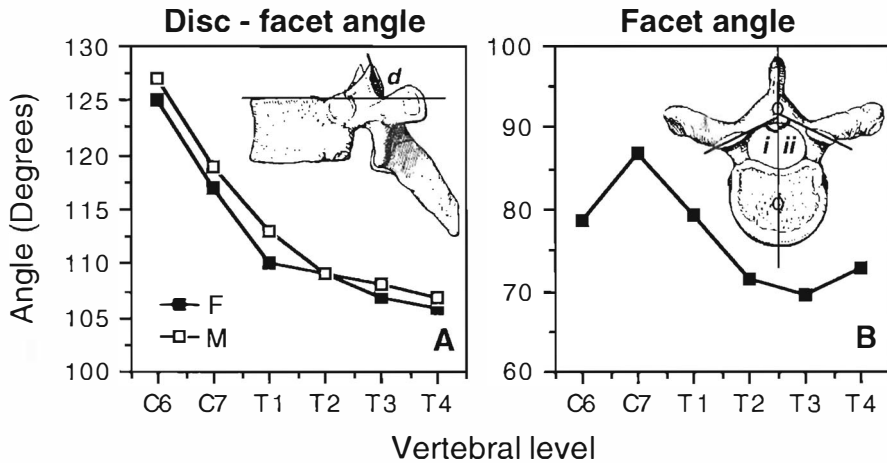 Disc - facet angle
Facet angle
Angle (Degrees)
130
125
120
115
110
105
100
d
F
M
A
C6 C7 T1 T2 T3 T4
100
90
80
70
60
i ii
B
C6 C7 T1 T2 T3 T4
Vertebral level